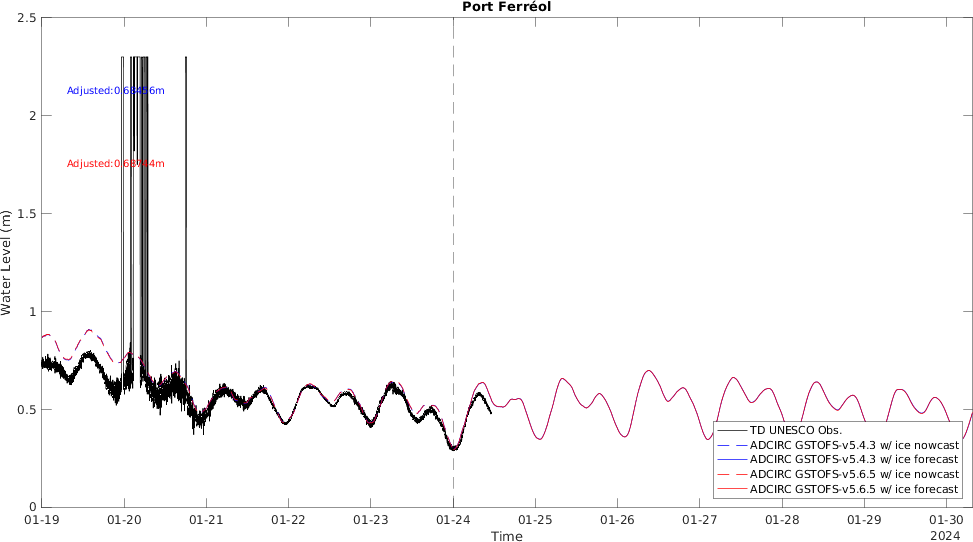 Port Ferréol
2.5
2
1.5
1
0.5
0
Water Level (m)
Adjusted:0
m
Adjusted:0
m
01-19
01-20
01-21
01-22
01-23
01-24
01-25
01-26
01-27
01-28
01-29
01-30
Time
2024
TD UNESCO Obs.
ADCIRC GSTOFS-v5.4.3 w/ ice nowcast
ADCIRC GSTOFS-v5.4.3 w/ ice forecast
ADCIRC GSTOFS-v5.6.5 w/ ice nowcast
ADCIRC GSTOFS-v5.6.5 w/ ice forecast